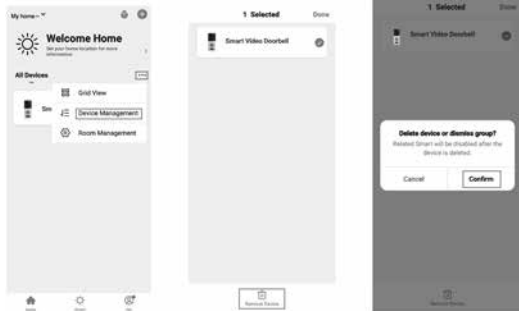 My home~
Welcome Home
Set your home location for more
information
All Devices
Sm
Grid View
Device Management
Room Management
1 Selected
Done
Smart Video Doorbell
Remove Device
1 Selected
Done
Smart Video Doorbell
Delete device or dismiss group?
Related Smart will be disabled after the
device is deleted.
Cancel
Confirm
Remove Device